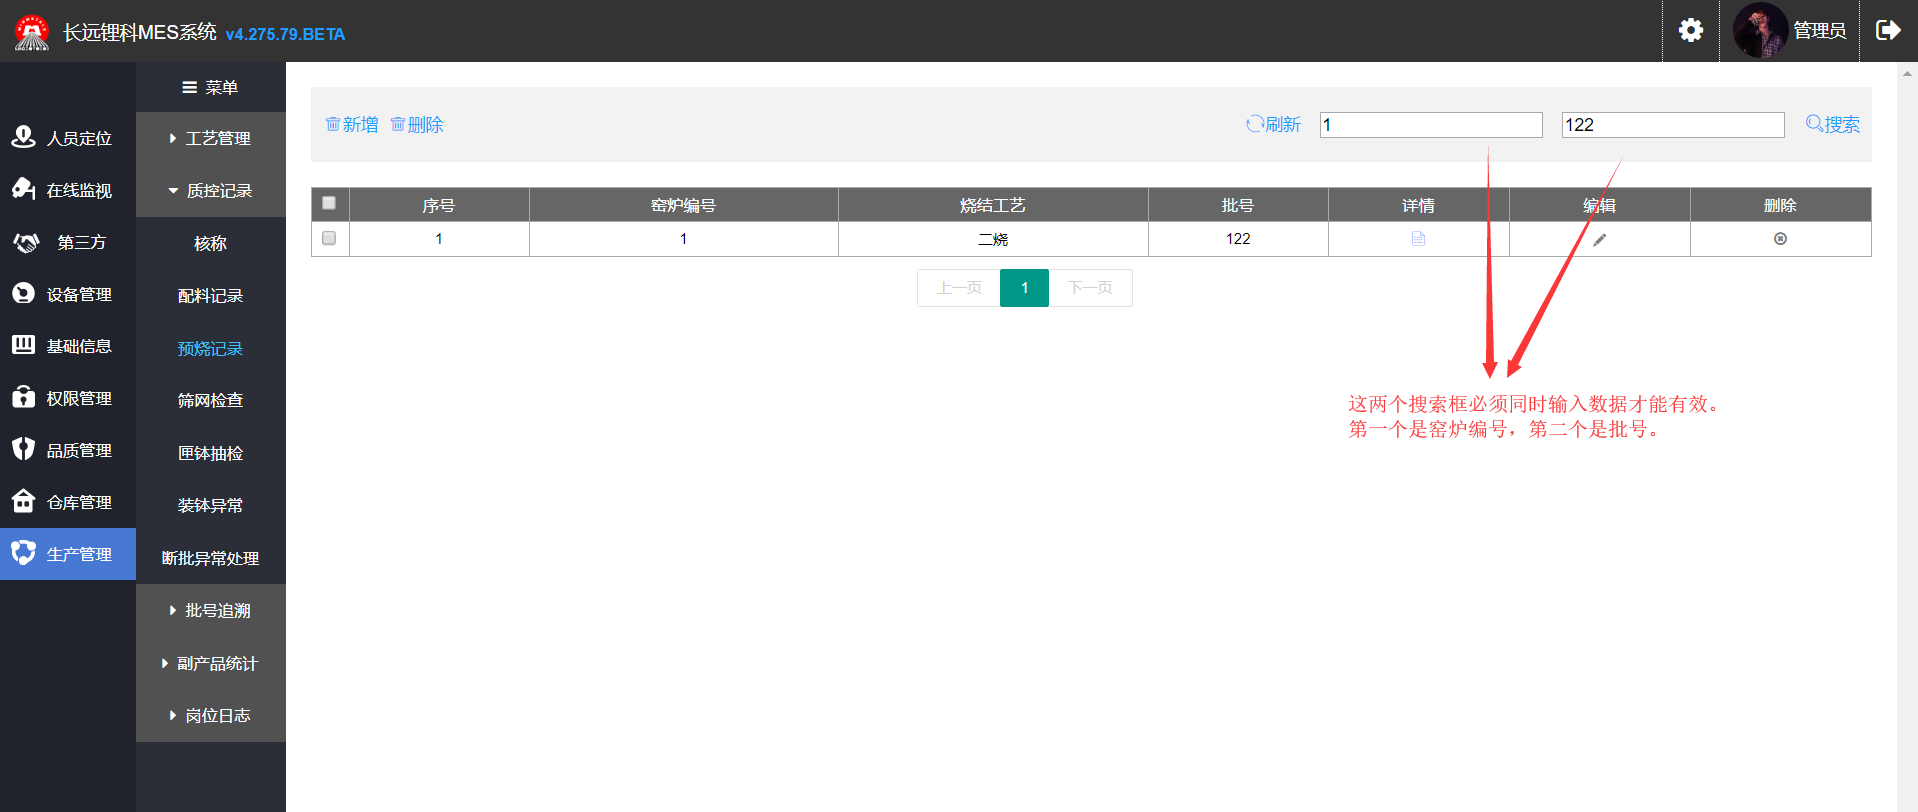 长远锂科MES系统 v4.275.79.BETA
管理员
人员定位
在线监视
第三方
设备管理
基础信息
权限管理
品质管理
仓库管理
生产管理
菜单
工艺管理
质控记录
核称
配料记录
预烧记录
筛网检查
匣钵抽检
装钵异常
断批异常处理
批号追溯
副产品统计
岗位日志
新增 删除 刷新 1 122 搜索
序号 窑炉编号 烧结工艺 批号 详情 编辑 删除
1 1 二烧 122
上一页 1 下一页
这两个搜索框必须同时输入数据才能有效。
第一个是窑炉编号，第二个是批号。